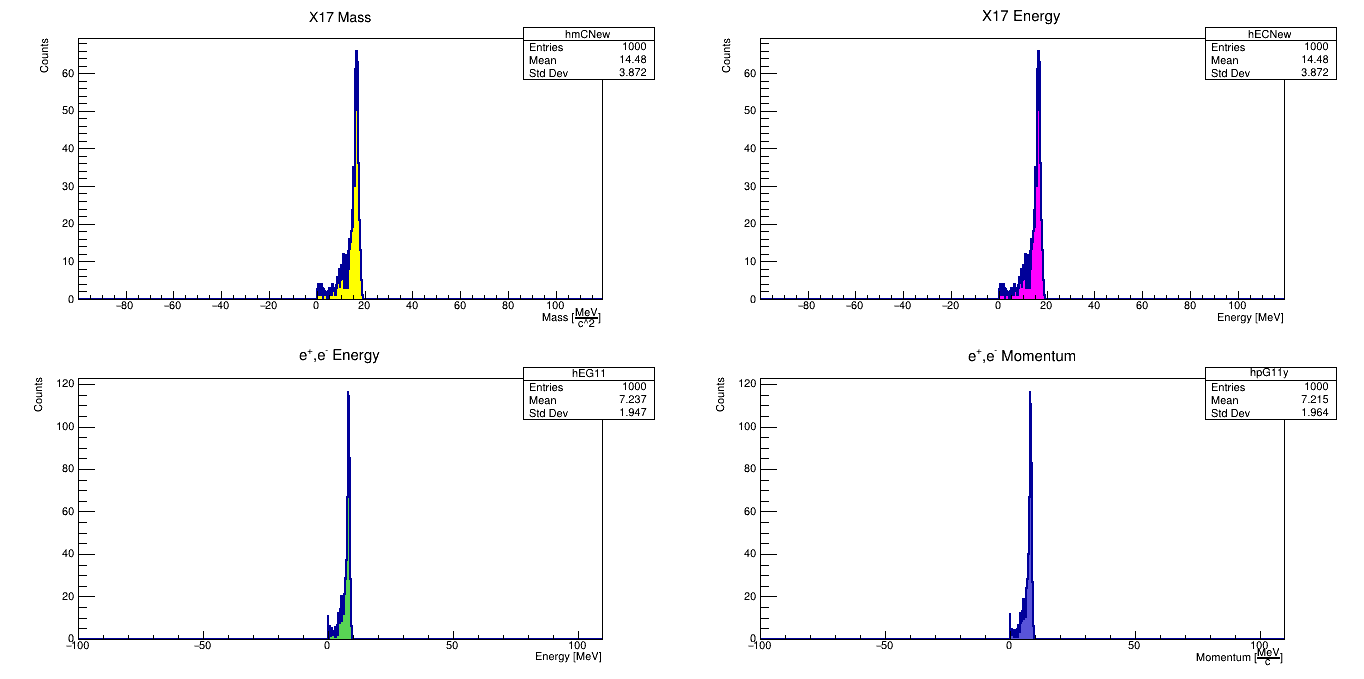 X17 Mass
Counts
hmCNew
Entries 1000
Mean 14.48
Std Dev 3.872
60
50
40
30
20
10
0
−80 −60 −40 −20 0 20 40 60 80
Mass [MeV/c^2]
X17 Energy
Counts
hECNew
Entries 1000
Mean 14.48
Std Dev 3.872
60
50
40
30
20
10
0
−80 −60 −40 −20 0 20 40 60 80 100
Energy [MeV]
e+,e- Energy
Counts
hEG11
Entries 1000
Mean 7.237
Std Dev 1.947
120
100
80
60
40
20
0
−100 −50 0 50 100
Energy [MeV]
e+,e- Momentum
Counts
hpG11y
Entries 1000
Mean 7.215
Std Dev 1.964
120
100
80
60
40
20
0
−100 −50 0 50 100
Momentum [MeV/c]